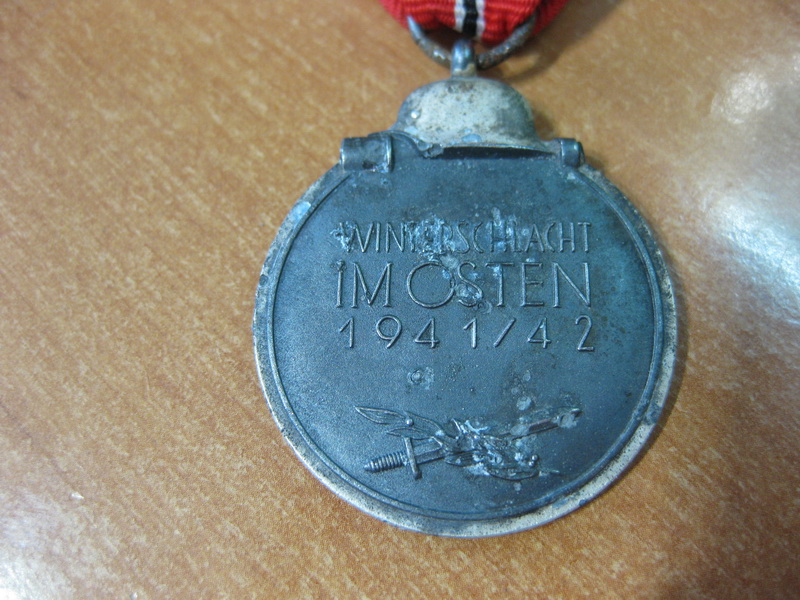 WINTERSCHLACHT
IM OSTEN
1941/42